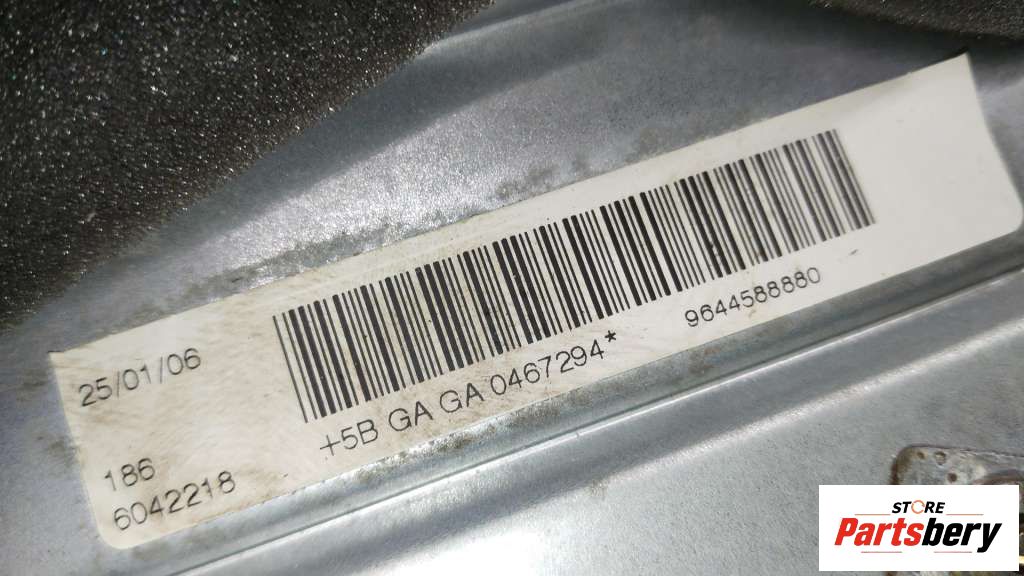 25/01/06
+5B GA GA 0467294*
9644588880
186
6042218
STORE
Partsbery